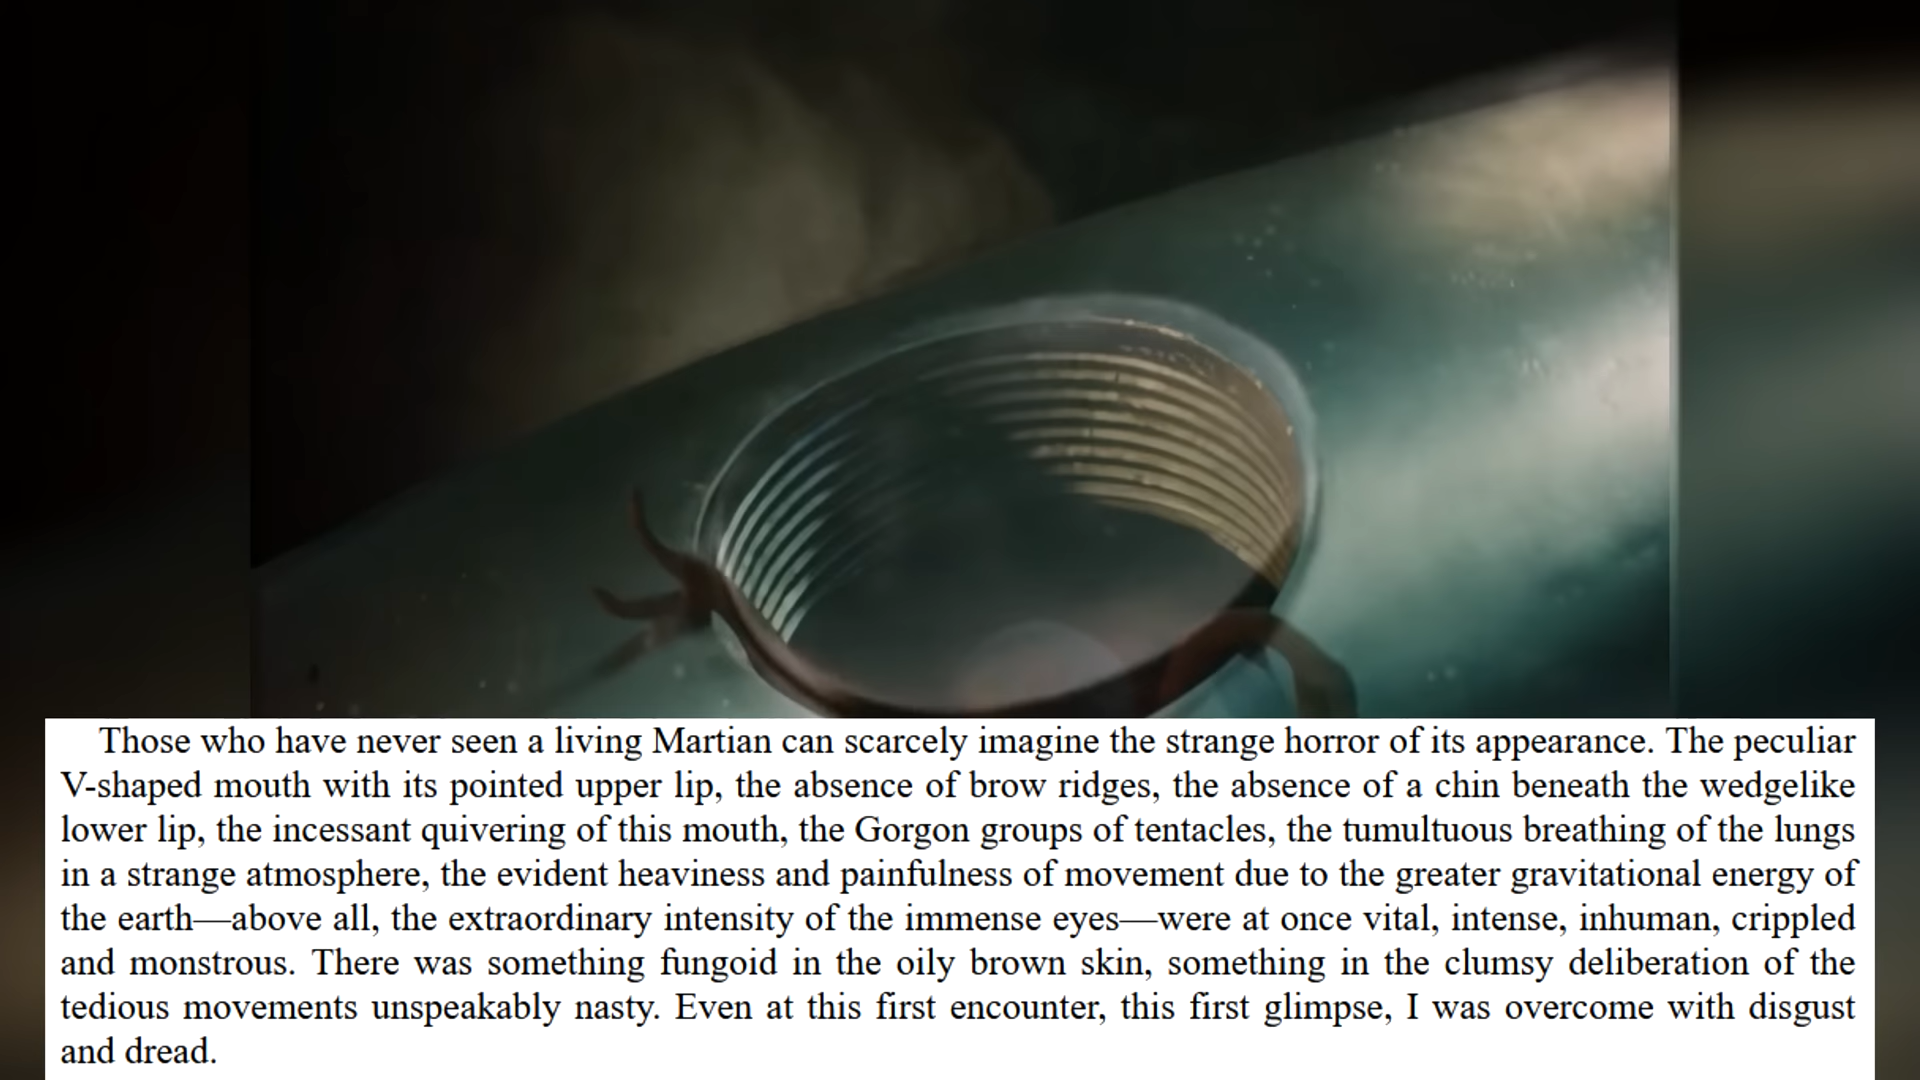 Those who have never seen a living Martian can scarcely imagine the strange horror of its appearance. The peculiar
V-shaped mouth with its pointed upper lip, the absence of brow ridges, the absence of a chin beneath the wedgelike
lower lip, the incessant quivering of this mouth, the Gorgon groups of tentacles, the tumultuous breathing of the lungs
in a strange atmosphere, the evident heaviness and painfulness of movement due to the greater gravitational energy of
the earth—above all, the extraordinary intensity of the immense eyes—were at once vital, intense, inhuman, crippled
and monstrous. There was something fungoid in the oily brown skin, something in the clumsy deliberation of the
tedious movements unspeakably nasty. Even at this first encounter, this first glimpse, I was overcome with disgust
and dread.